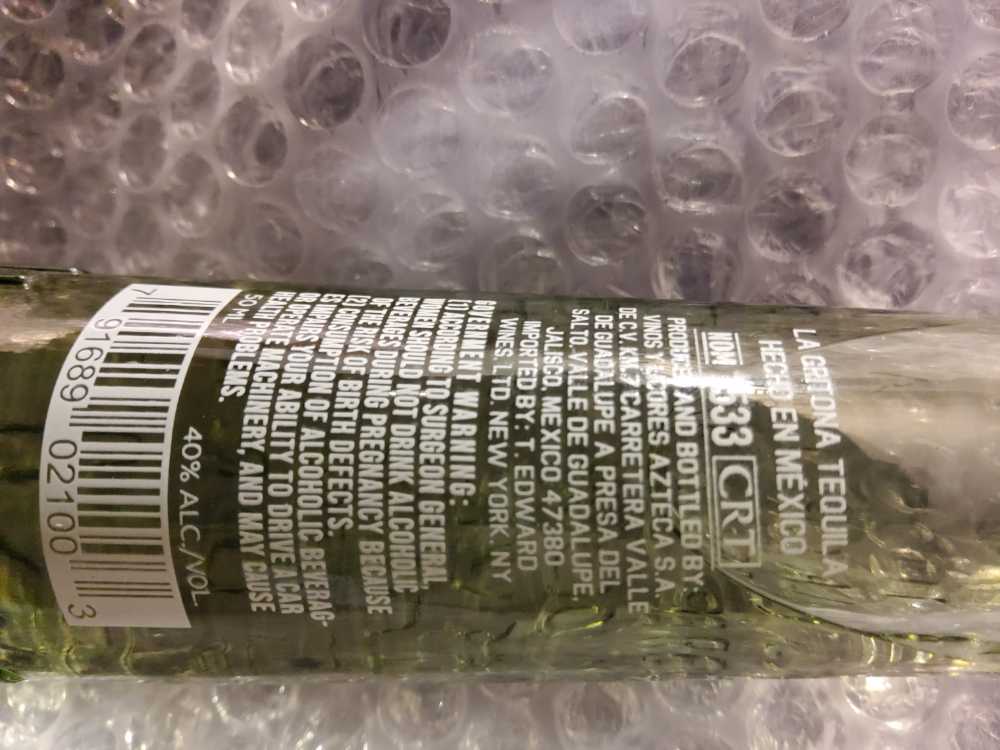 LA GRITONA TEQUILA
HECHO EN MÉXICO
NOM 1533 CRT
PRODUCED AND BOTTLED BY:
VINOS Y LICORES AZTECA S.A.
DE C.V. KM. 7 CARRETERA VALLE
DE GUADALUPE A PRESA DEL
SALTO, VALLE DE GUADALUPE,
JALISCO, MÉXICO 47380
IMPORTED BY: T. EDWARD
WINES, LTD. NEW YORK, NY
GOVERNMENT WARNING:
(1) ACCORDING TO SURGEON GENERAL,
WOMEN SHOULD NOT DRINK ALCOHOLIC
BEVERAGES DURING PREGNANCY BECAUSE
OF THE RISK OF BIRTH DEFECTS.
(2) CONSUMPTION OF ALCOHOLIC BEVERAG-
ES IMPAIRS YOUR ABILITY TO DRIVE A CAR
OR OPERATE MACHINERY, AND MAY CAUSE
HEALTH PROBLEMS.
50 ML 40% ALC./VOL.
7 91689 02100 3